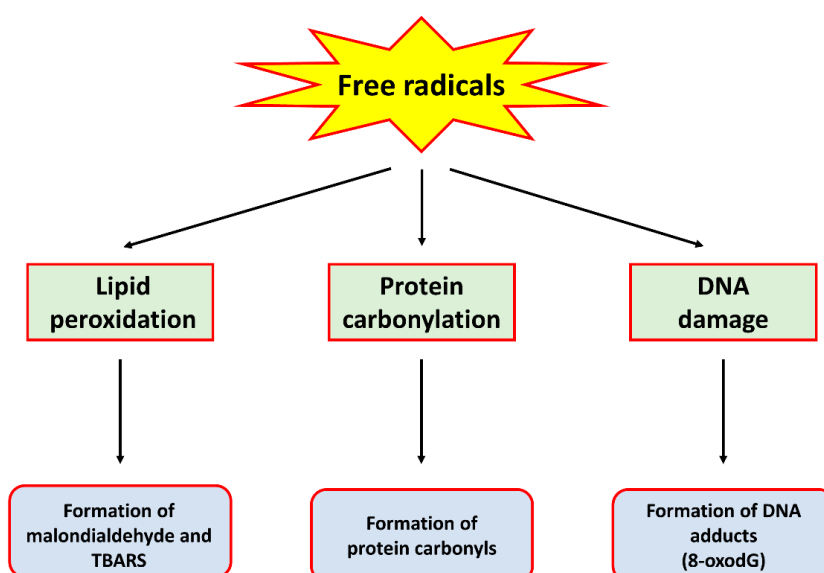 Free radicals
Lipid
peroxidation
Protein
carbonylation
DNA
damage
Formation of
malondialdehyde and
TBARS
Formation of
protein carbonyls
Formation of DNA
adducts
(8-oxodG)